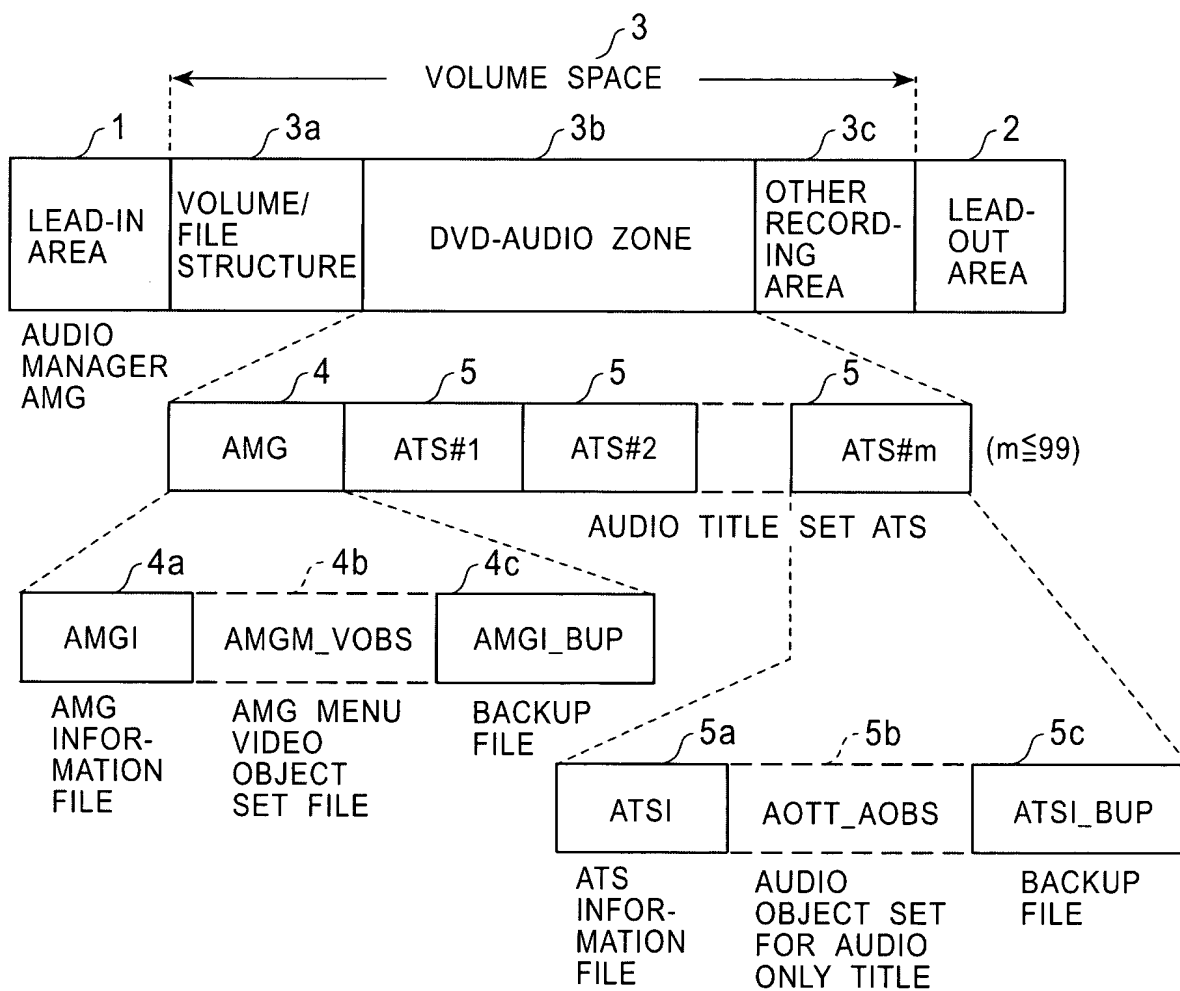 3
VOLUME SPACE
1
3a
3b
3c
2
LEAD-IN
AREA
VOLUME/
FILE
STRUCTURE
DVD-AUDIO ZONE
OTHER
RECORD-
ING
AREA
LEAD-
OUT
AREA
AUDIO
MANAGER
AMG
4
5
5
5
AMG
ATS#1
ATS#2
ATS#m
(m≦99)
AUDIO TITLE SET ATS
4a
4b
4c
AMGI
AMGM_VOBS
AMGI_BUP
AMG
INFOR-
MATION
FILE
AMG MENU
VIDEO
OBJECT
SET FILE
BACKUP
FILE
5a
5b
5c
ATSI
AOTT_AOBS
ATSI_BUP
ATS
INFOR-
MATION
FILE
AUDIO
OBJECT SET
FOR AUDIO
ONLY TITLE
BACKUP
FILE